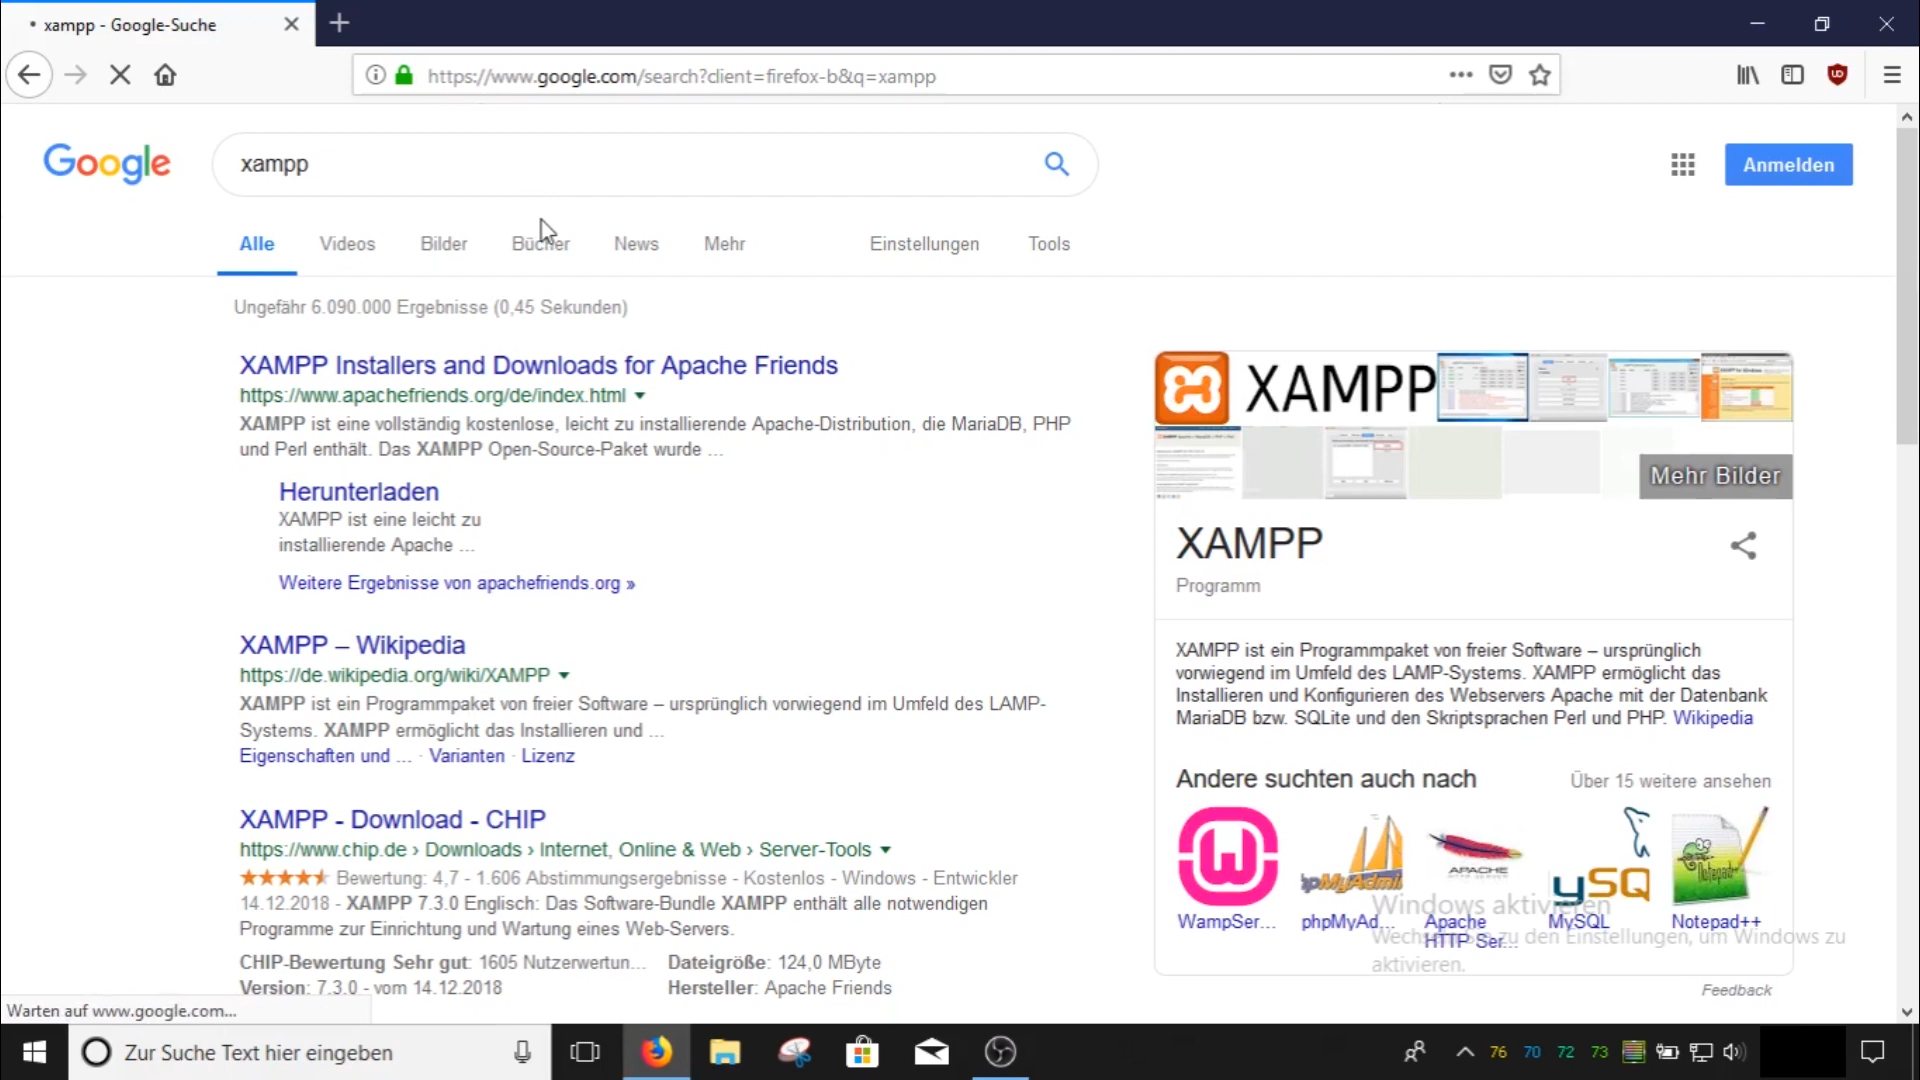 xampp - Google-Suche
https://www.google.com/search?client=firefox-b&q=xampp
Google
xampp
Anmelden
Alle
Videos
Bilder
Bücher
News
Mehr
Einstellungen
Tools
Ungefähr 6.090.000 Ergebnisse (0,45 Sekunden)
XAMPP Installers and Downloads for Apache Friends
https://www.apachefriends.org/de/index.html
XAMPP ist eine vollständig kostenlose, leicht zu installierende Apache-Distribution, die MariaDB, PHP
und Perl enthält. Das XAMPP Open-Source-Paket wurde ...
Herunterladen
XAMPP ist eine leicht zu
installierende Apache ...
Weitere Ergebnisse von apachefriends.org »
XAMPP – Wikipedia
https://de.wikipedia.org/wiki/XAMPP
XAMPP ist ein Programmpaket von freier Software – ursprünglich vorwiegend im Umfeld des LAMP-
Systems. XAMPP ermöglicht das Installieren und ...
Eigenschaften und ... · Varianten · Lizenz
XAMPP - Download - CHIP
https://www.chip.de › Downloads › Internet, Online & Web › Server-Tools
Bewertung: 4,7 - 1.606 Abstimmungsergebnisse - Kostenlos - Windows - Entwickler
14.12.2018 - XAMPP 7.3.0 Englisch: Das Software-Bundle XAMPP enthält alle notwendigen
Programme zur Einrichtung und Wartung eines Web-Servers.
CHIP-Bewertung Sehr gut: 1605 Nutzerwertun... Dateigröße: 124,0 MByte
Version: 7.3.0 - vom 14.12.2018 Hersteller: Apache Friends
XAMPP
Mehr Bilder
XAMPP
Programm
XAMPP ist ein Programmpaket von freier Software – ursprünglich
vorwiegend im Umfeld des LAMP-Systems. XAMPP ermöglicht das
Installieren und Konfigurieren des Webservers Apache mit der Datenbank
MariaDB bzw. SQLite und den Skriptsprachen Perl und PHP. Wikipedia
Andere suchten auch nach
Über 15 weitere ansehen
APACHE
ySQ
Notepad++
WampSer...
phpMyAd...
Apache
HTTP Ser...
MySQL
Notepad++
Windows aktivieren
Wechseln Sie zu den Einstellungen, um Windows zu
aktivieren.
Feedback
Warten auf www.google.com...
Zur Suche Text hier eingeben
76 70 72 73